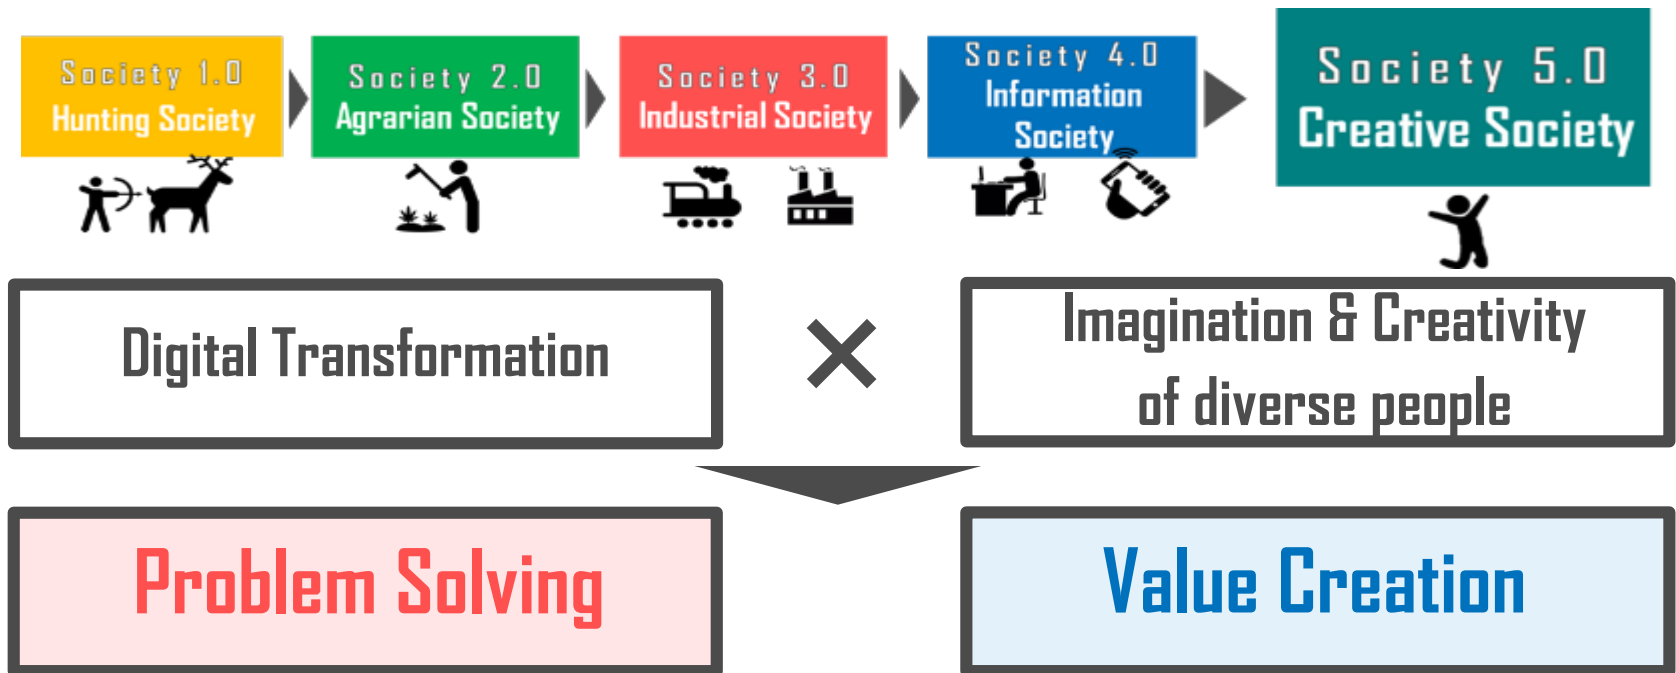 Society 1.0
Hunting Society
Society 2.0
Agrarian Society
Society 3.0
Industrial Society
Society 4.0
Information
Society
Society 5.0
Creative Society
Digital Transformation
×
Imagination & Creativity
of diverse people
Problem Solving
Value Creation